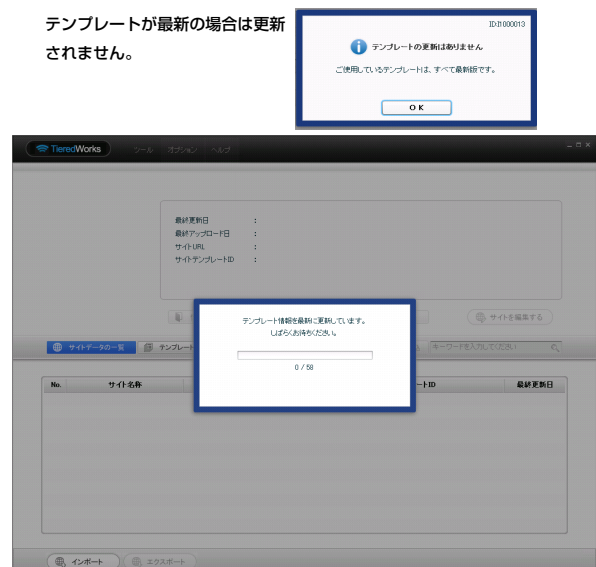 テンプレートが最新の場合は更新
されません。
ID:I1000013
テンプレートの更新はありません
ご使用しているテンプレートは、すべて最新版です。
OK
TieredWorks ツール オプション ヘルプ
最終更新日 :
最終アップロード日 :
サイトURL :
サイトテンプレートID :
サイトを編集する
テンプレート情報を最新に更新しています。
しばらくお待ちください。
0 / 58
サイトデータの一覧 テンプレート キーワードを入力してください
No. サイト名称 ートID 最終更新日
インポート エクスポート